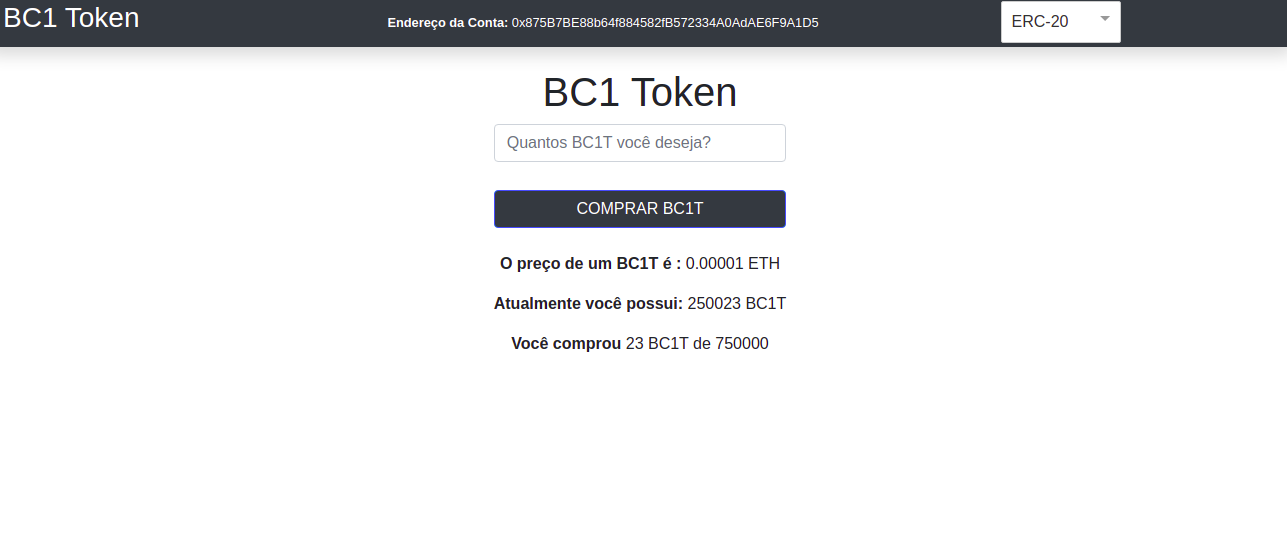 BC1 Token
Endereço da Conta: 0x875B7BE88b64f884582fB572334A0AdAE6F9A1D5
ERC-20
BC1 Token
Quantos BC1T você deseja?
COMPRAR BC1T
O preço de um BC1T é : 0.00001 ETH
Atualmente você possui: 250023 BC1T
Você comprou 23 BC1T de 750000